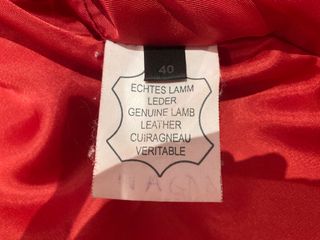 40
ECHTES LAMM
LEDER
GENUINE LAMB
LEATHER
CUIRAGNEAU
VERITABLE